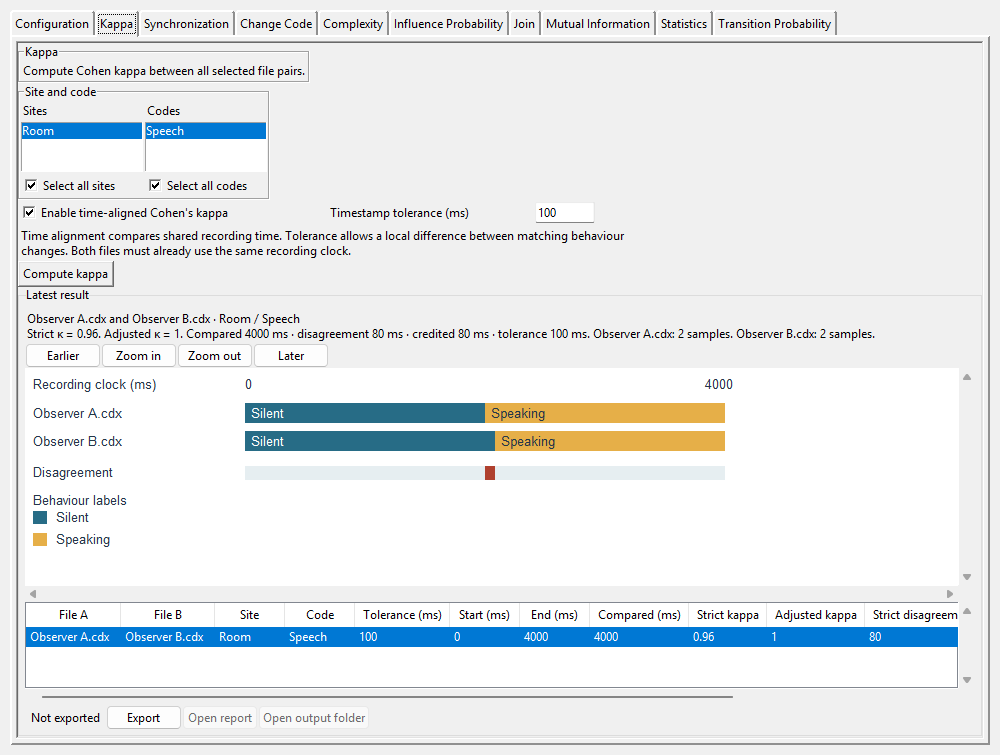 Configuration Kappa Synchronization Change Code Complexity Influence Probability Join Mutual Information Statistics Transition Probability
Kappa
Compute Cohen kappa between all selected file pairs.
Site and code
Sites Codes
Room Speech
Select all sites Select all codes
Enable time-aligned Cohen's kappa Timestamp tolerance (ms) 100
Time alignment compares shared recording time. Tolerance allows a local difference between matching behaviour
changes. Both files must already use the same recording clock.
Compute kappa
Latest result
Observer A.cdx and Observer B.cdx · Room / Speech
Strict κ = 0.96. Adjusted κ = 1. Compared 4000 ms · disagreement 80 ms · credited 80 ms · tolerance 100 ms. Observer A.cdx: 2 samples. Observer B.cdx: 2 samples.
Earlier Zoom in Zoom out Later
Recording clock (ms) 0 4000
Observer A.cdx Silent Speaking
Observer B.cdx Silent Speaking
Disagreement
Behaviour labels
Silent
Speaking
File A File B Site Code Tolerance (ms) Start (ms) End (ms) Compared (ms) Strict kappa Adjusted kappa Strict disagreem
Observer A.cdx Observer B.cdx Room Speech 100 0 4000 4000 0.96 1 80
Not exported Export Open report Open output folder